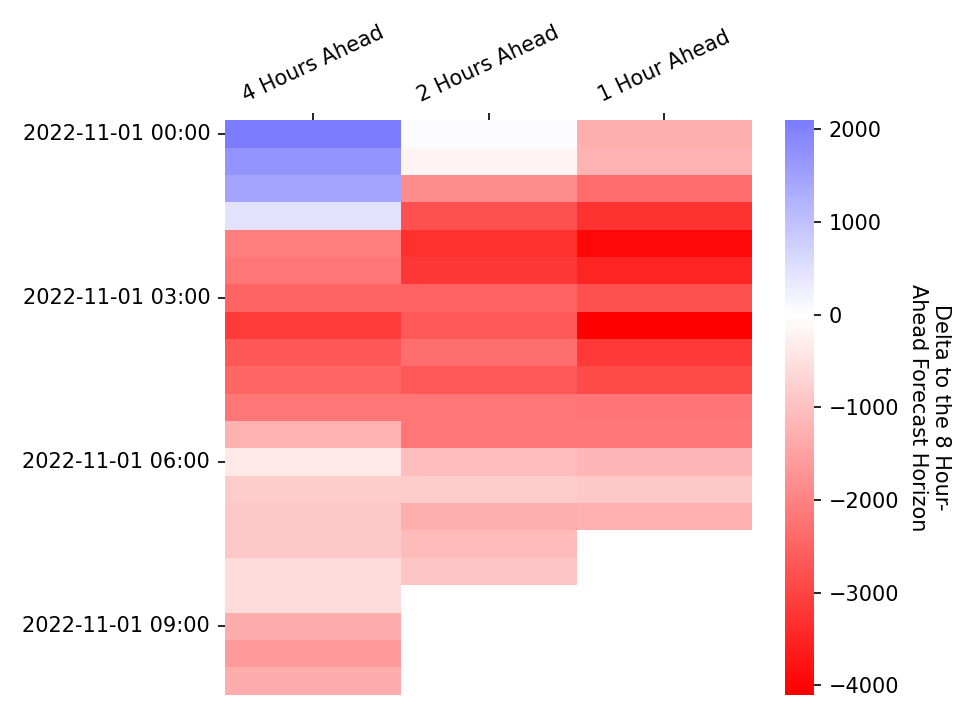 4 Hours Ahead
2 Hours Ahead
1 Hour Ahead
2022-11-01 00:00
2022-11-01 03:00
2022-11-01 06:00
2022-11-01 09:00
2000
1000
0
−1000
−2000
−3000
−4000
Delta to the 8 Hour-
Ahead Forecast Horizon